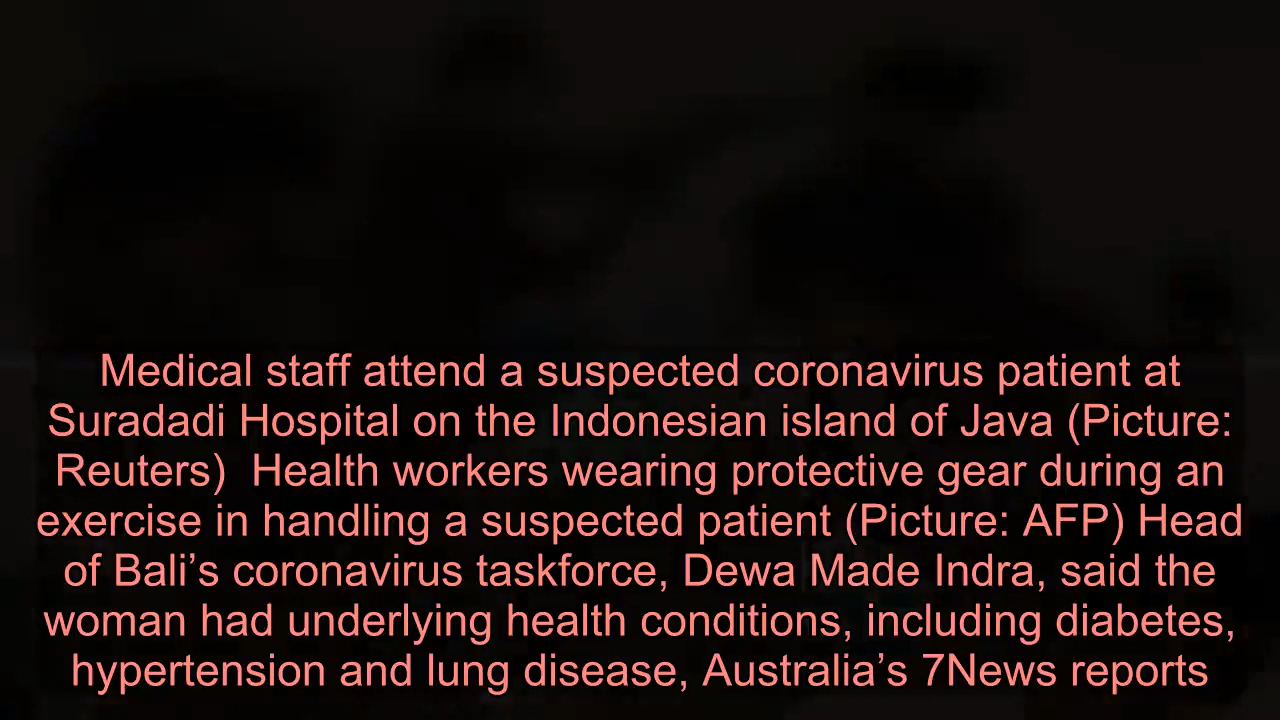 Medical staff attend a suspected coronavirus patient at
Suradadi Hospital on the Indonesian island of Java (Picture:
Reuters)  Health workers wearing protective gear during an
exercise in handling a suspected patient (Picture: AFP) Head
of Bali’s coronavirus taskforce, Dewa Made Indra, said the
woman had underlying health conditions, including diabetes,
hypertension and lung disease, Australia’s 7News reports